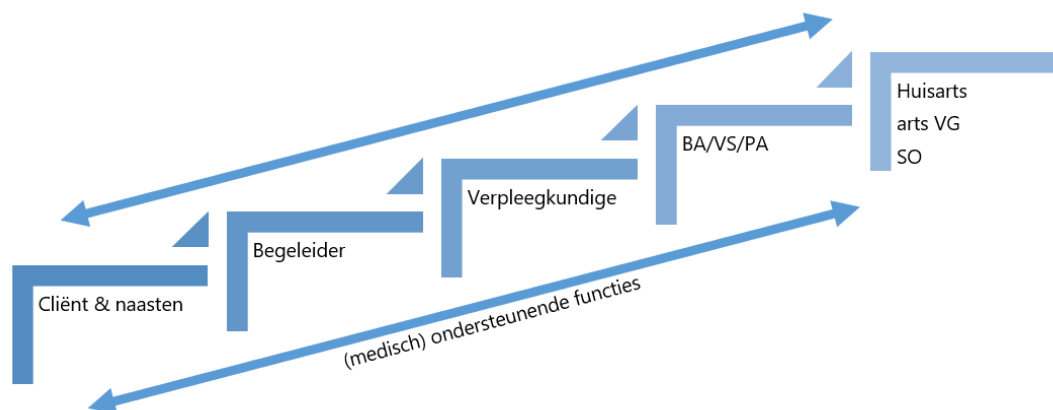 Cliënt & naasten
Begeleider
Verpleegkundige
BA/VS/PA
Huisarts
arts VG
SO
(medisch) ondersteunende functies